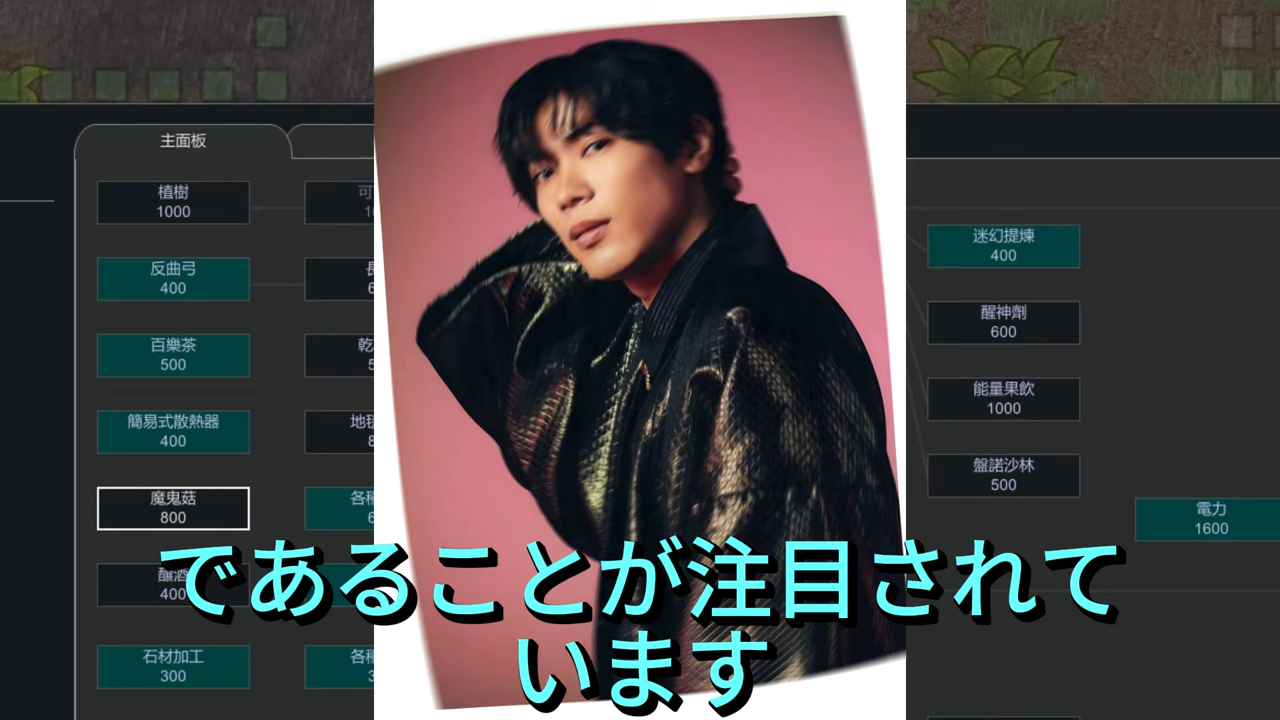 主面板
植樹
1000
反曲弓
400
百樂茶
500
簡易式散熱器
400
魔鬼菇
800
醸酒
400
石材加工
300
迷幻提煉
400
醒神劑
600
能量果飲
1000
盤諾沙林
500
電力
1600
であることが注目されて
います